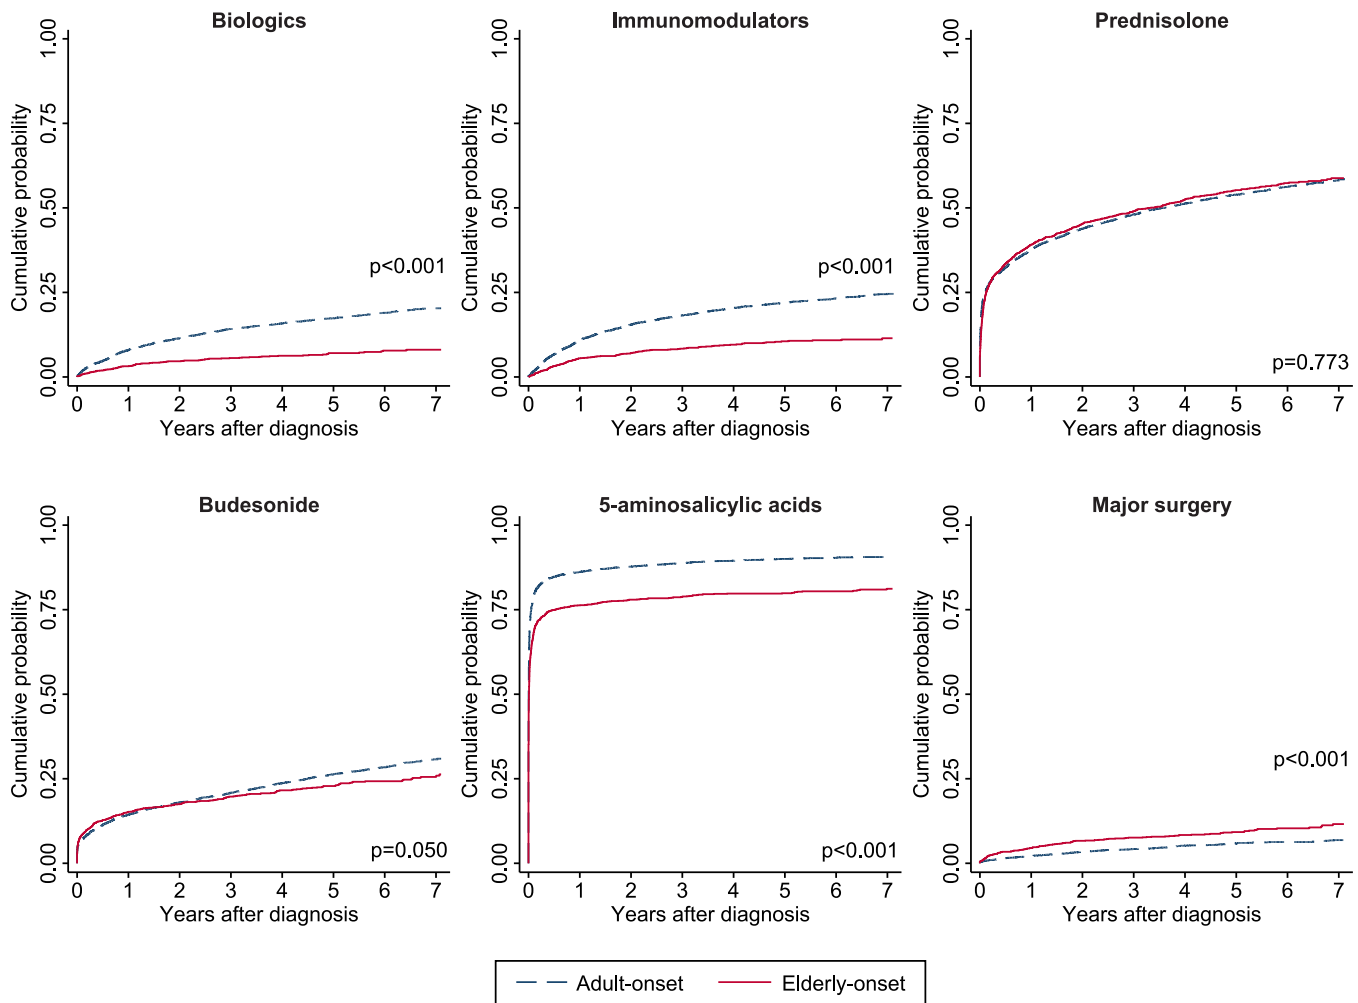 Biologics
Cumulative probability
1.00
0.75
0.50
0.25
0.00
p<0.001
0 1 2 3 4 5 6 7
Years after diagnosis
Immunomodulators
Cumulative probability
1.00
0.75
0.50
0.25
0.00
p<0.001
0 1 2 3 4 5 6 7
Years after diagnosis
Prednisolone
Cumulative probability
1.00
0.75
0.50
0.25
0.00
p=0.773
0 1 2 3 4 5 6 7
Years after diagnosis
Budesonide
Cumulative probability
1.00
0.75
0.50
0.25
0.00
p=0.050
0 1 2 3 4 5 6 7
Years after diagnosis
5-aminosalicylic acids
Cumulative probability
1.00
0.75
0.50
0.25
0.00
p<0.001
0 1 2 3 4 5 6 7
Years after diagnosis
Major surgery
Cumulative probability
1.00
0.75
0.50
0.25
0.00
p<0.001
0 1 2 3 4 5 6 7
Years after diagnosis
Adult-onset Elderly-onset